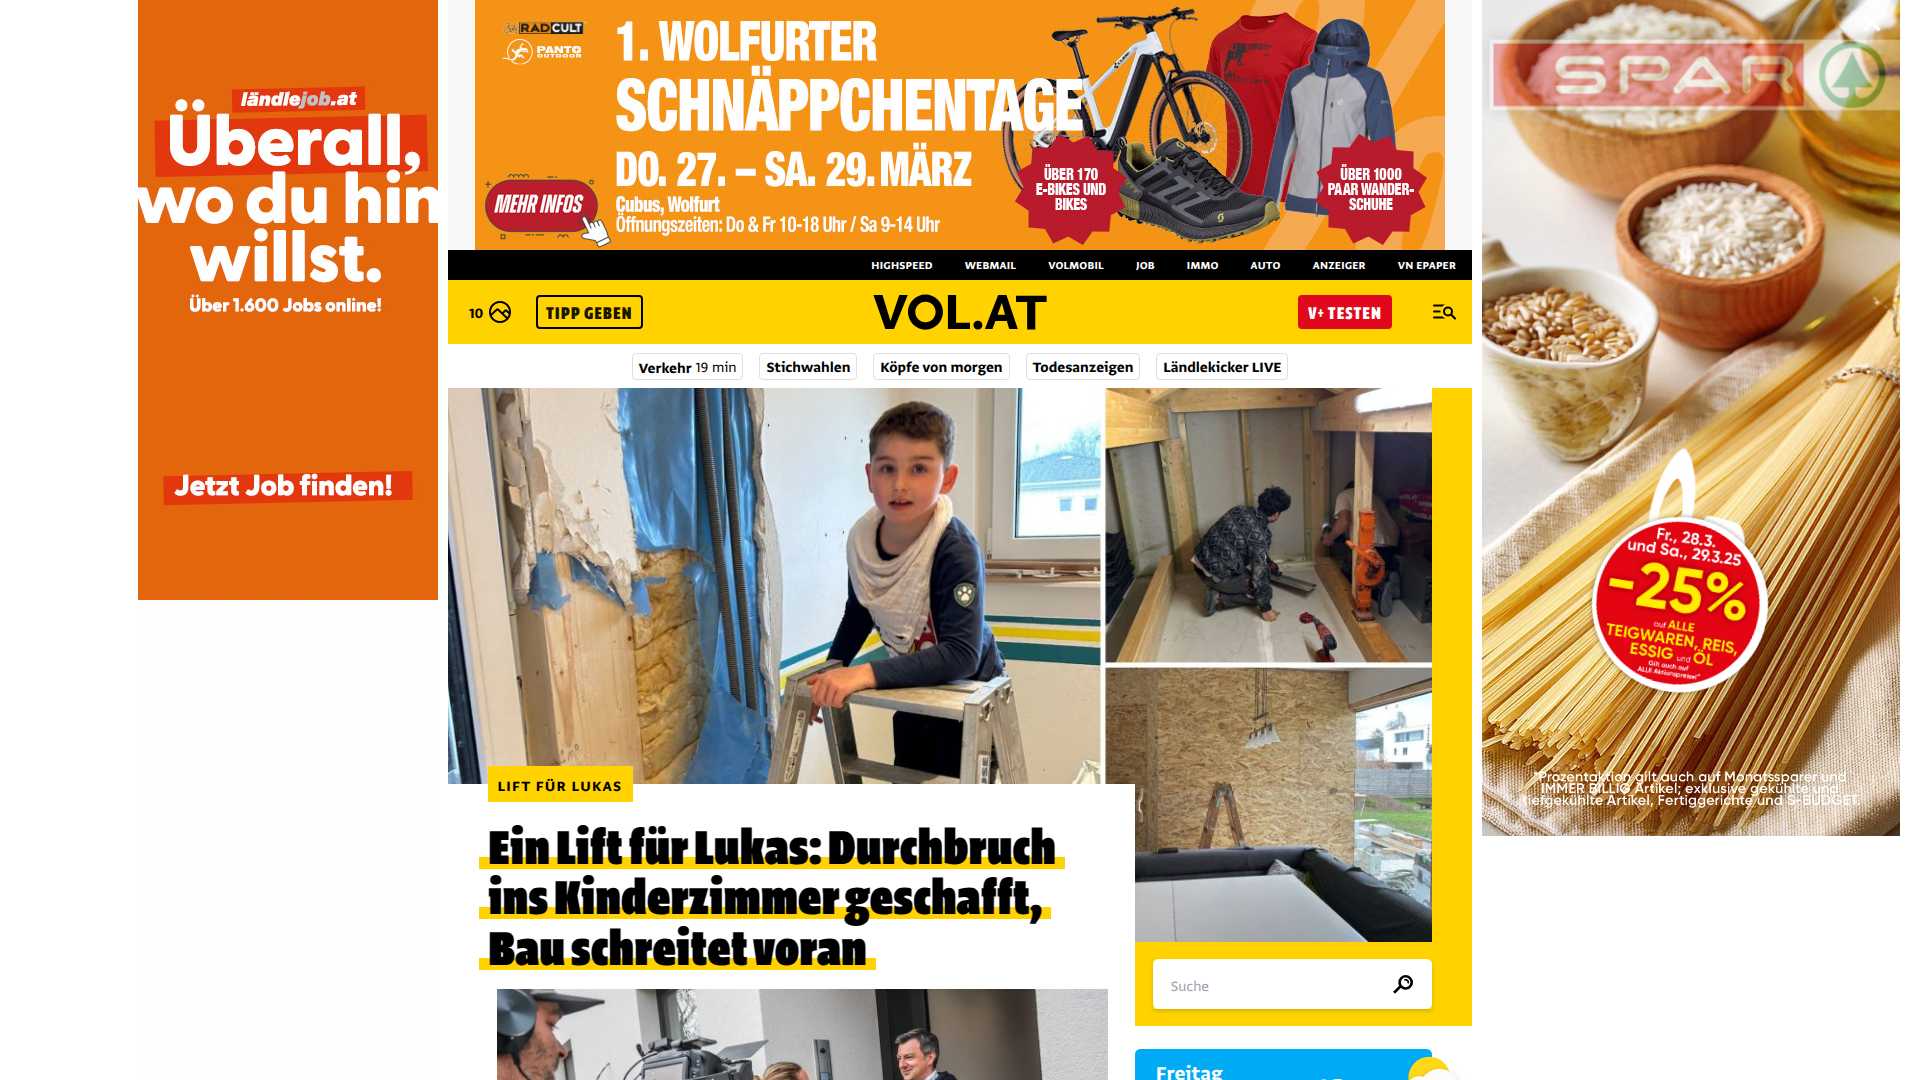 ländlejob.at
Überall,
wo du hin
willst.
Über 1.600 Jobs online!
Jetzt Job finden!
RADCULT
PANTO
OUTDOOR
1. WOLFURTER
SCHNÄPPCHENTAGE
DO. 27. – SA. 29. MÄRZ
MEHR INFOS
Cubus, Wolfurt
Öffnungszeiten: Do & Fr 10-18 Uhr / Sa 9-14 Uhr
ÜBER 170
E-BIKES UND
BIKES
ÜBER 1000
PAAR WANDER-
SCHUHE
HIGHSPEED WEBMAIL VOLMOBIL JOB IMMO AUTO ANZEIGER VN EPAPER
10 TIPP GEBEN VOL.AT V+ TESTEN
Verkehr 19 min Stichwahlen Köpfe von morgen Todesanzeigen Ländlekicker LIVE
LIFT FÜR LUKAS
Ein Lift für Lukas: Durchbruch
ins Kinderzimmer geschafft,
Bau schreitet voran
Suche
Freitag
SPAR
Fr., 28.3.
und Sa., 29.3.25
-25%
auf ALLE
TEIGWAREN, REIS,
ESSIG und ÖL
Gilt auch auf
ALLE Aktionspreise!*
*Prozentaktion gilt auch auf Monatssparer und
IMMER BILLIG Artikel; exklusive gekühlte und
tiefgekühlte Artikel, Fertiggerichte und S-BUDGET.